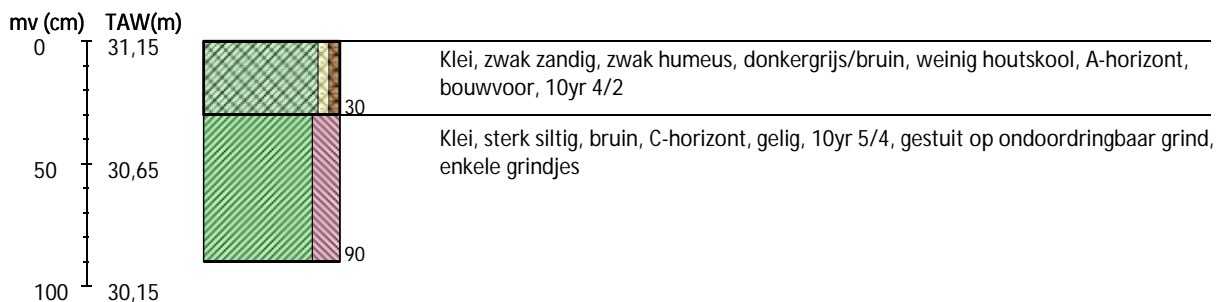 mv (cm) TAW(m)
0 31,15
Klei, zwak zandig, zwak humeus, donkergrijs/bruin, weinig houtskool, A-horizont,
bouwvoor, 10yr 4/2
30
Klei, sterk siltig, bruin, C-horizont, gelig, 10yr 5/4, gestuit op ondoordringbaar grind,
enkele grindjes
50 30,65
90
100 30,15